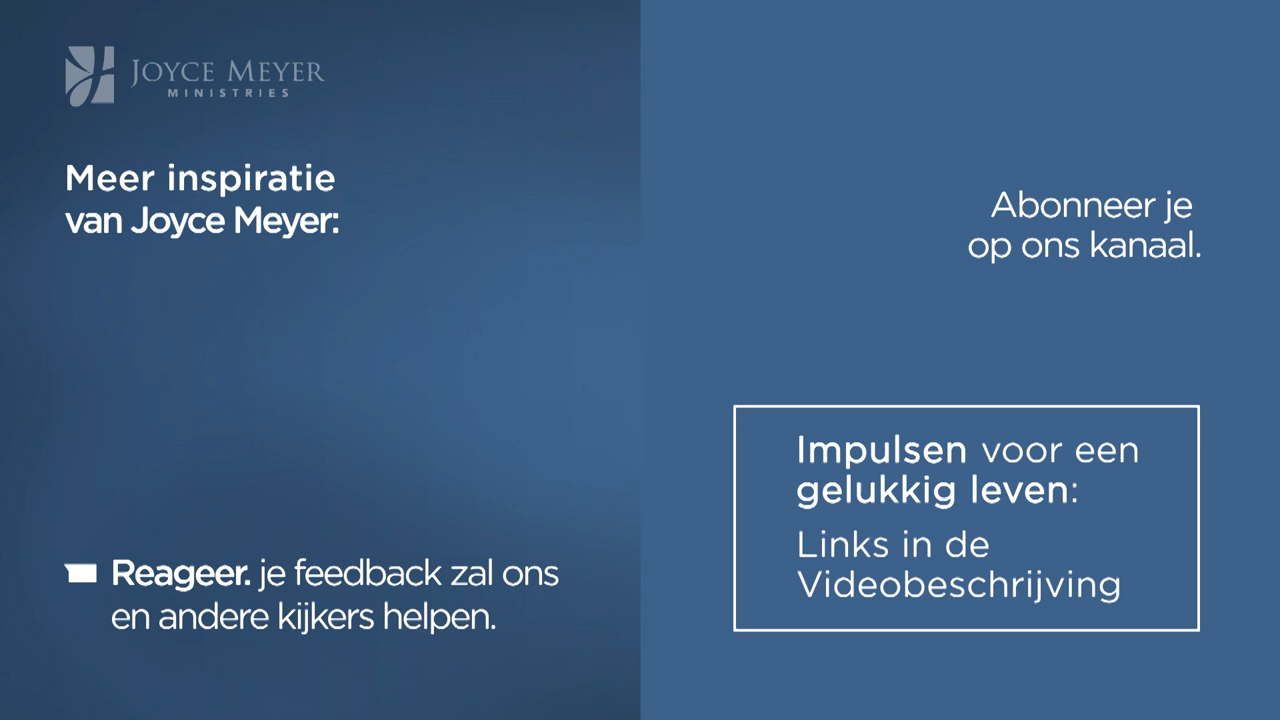 JOYCE MEYER
MINISTRIES
Meer inspiratie
van Joyce Meyer:
Abonneer je
op ons kanaal.
Impulsen voor een
gelukkig leven:
Links in de
Videobeschrijving
Reageer. je feedback zal ons
en andere kijkers helpen.